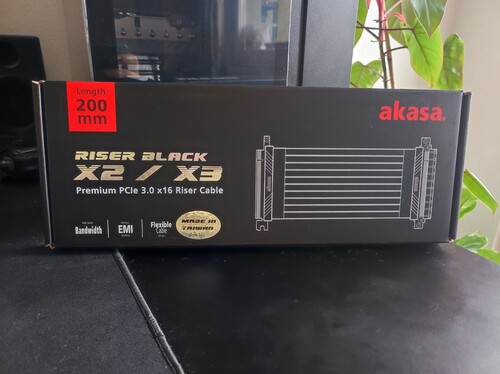 Length
200
mm
akasa
RISER BLACK
X2 / X3
Premium PCIe 3.0 x16 Riser Cable
Bandwidth
EMI
Flexible
Cable
MADE IN
TAIWAN
akasa